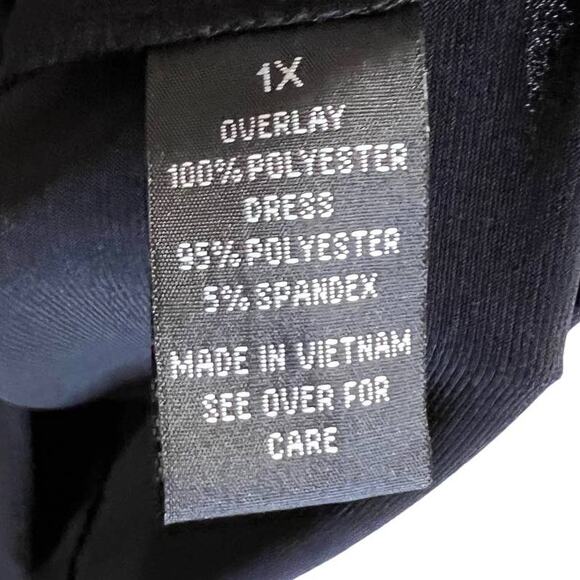 1X
OVERLAY
100% POLYESTER
DRESS
95% POLYESTER
5% SPANDEX
MADE IN VIETNAM
SEE OVER FOR
CARE